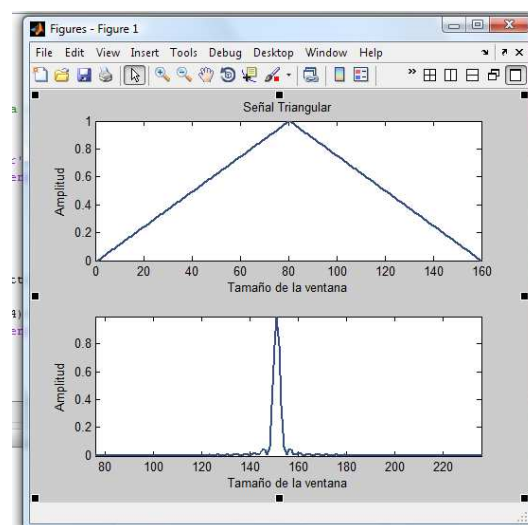 Figures - Figure 1
File Edit View Insert Tools Debug Desktop Window Help
Señal Triangular
1
0.8
0.6
0.4
0.2
0
Amplitud
0 20 40 60 80 100 120 140 160
Tamaño de la ventana
0.8
0.6
0.4
0.2
0
Amplitud
80 100 120 140 160 180 200 220
Tamaño de la ventana